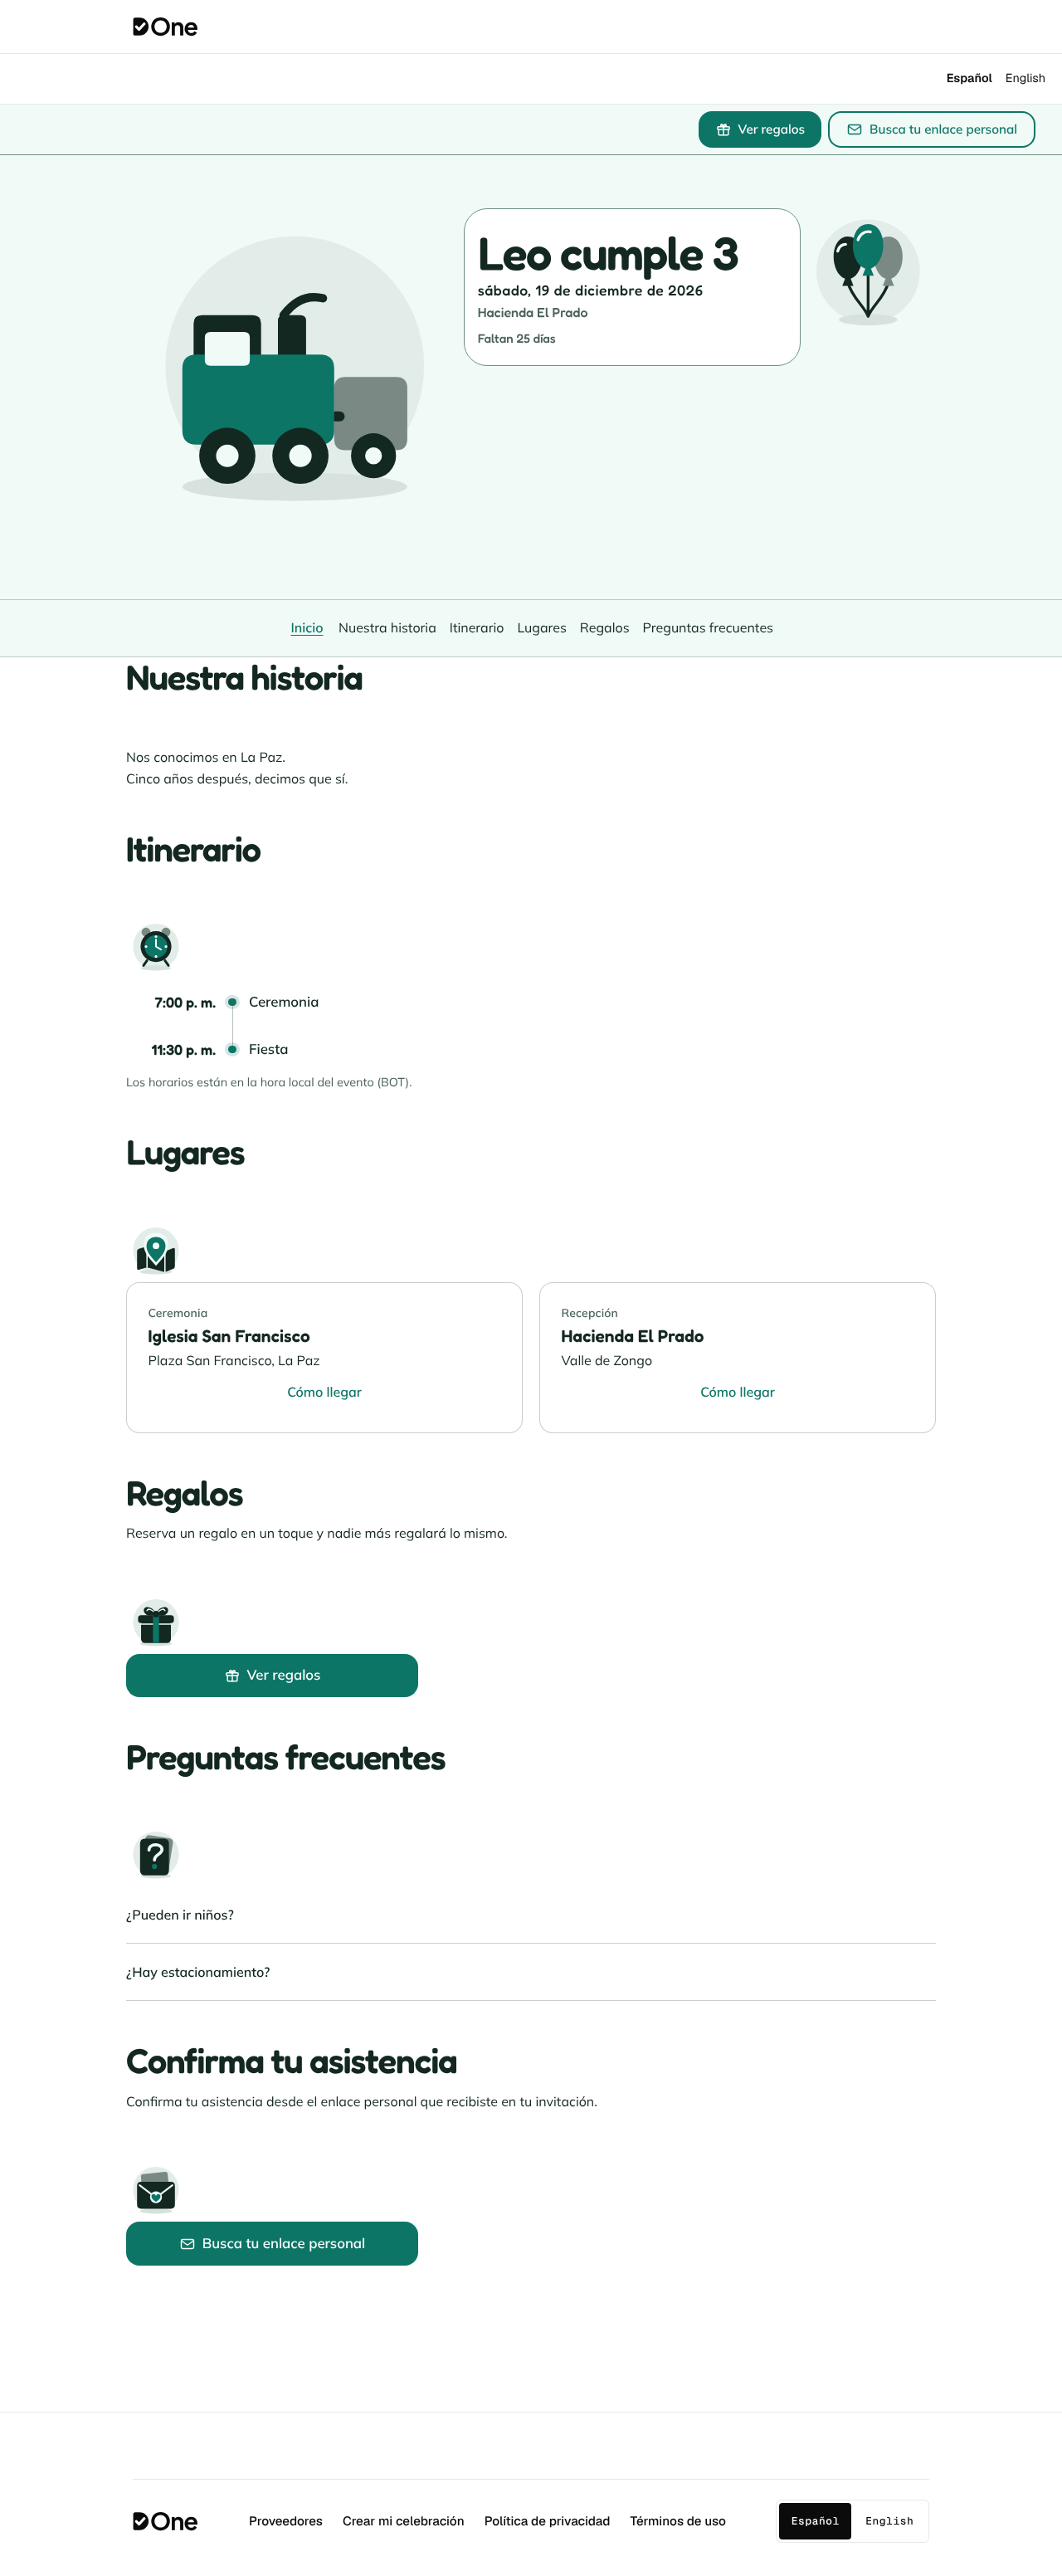 One
Español English
Ver regalos Busca tu enlace personal
Leo cumple 3
sábado, 19 de diciembre de 2026
Hacienda El Prado
Faltan 25 días
Inicio Nuestra historia Itinerario Lugares Regalos Preguntas frecuentes
Nuestra historia
Nos conocimos en La Paz.
Cinco años después, decimos que sí.
Itinerario
7:00 p. m. Ceremonia
11:30 p. m. Fiesta
Los horarios están en la hora local del evento (BOT).
Lugares
Ceremonia
Iglesia San Francisco
Plaza San Francisco, La Paz
Cómo llegar
Recepción
Hacienda El Prado
Valle de Zongo
Cómo llegar
Regalos
Reserva un regalo en un toque y nadie más regalará lo mismo.
Ver regalos
Preguntas frecuentes
?
¿Pueden ir niños?
¿Hay estacionamiento?
Confirma tu asistencia
Confirma tu asistencia desde el enlace personal que recibiste en tu invitación.
Busca tu enlace personal
One Proveedores Crear mi celebración Política de privacidad Términos de uso Español English